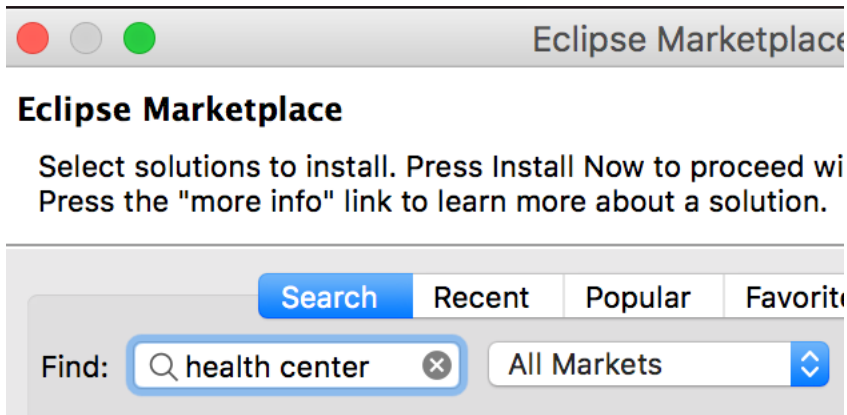 Eclipse Marketplace
Eclipse Marketplace
Select solutions to install. Press Install Now to proceed wi
Press the "more info" link to learn more about a solution.
Search Recent Popular Favorite
Find: health center All Markets